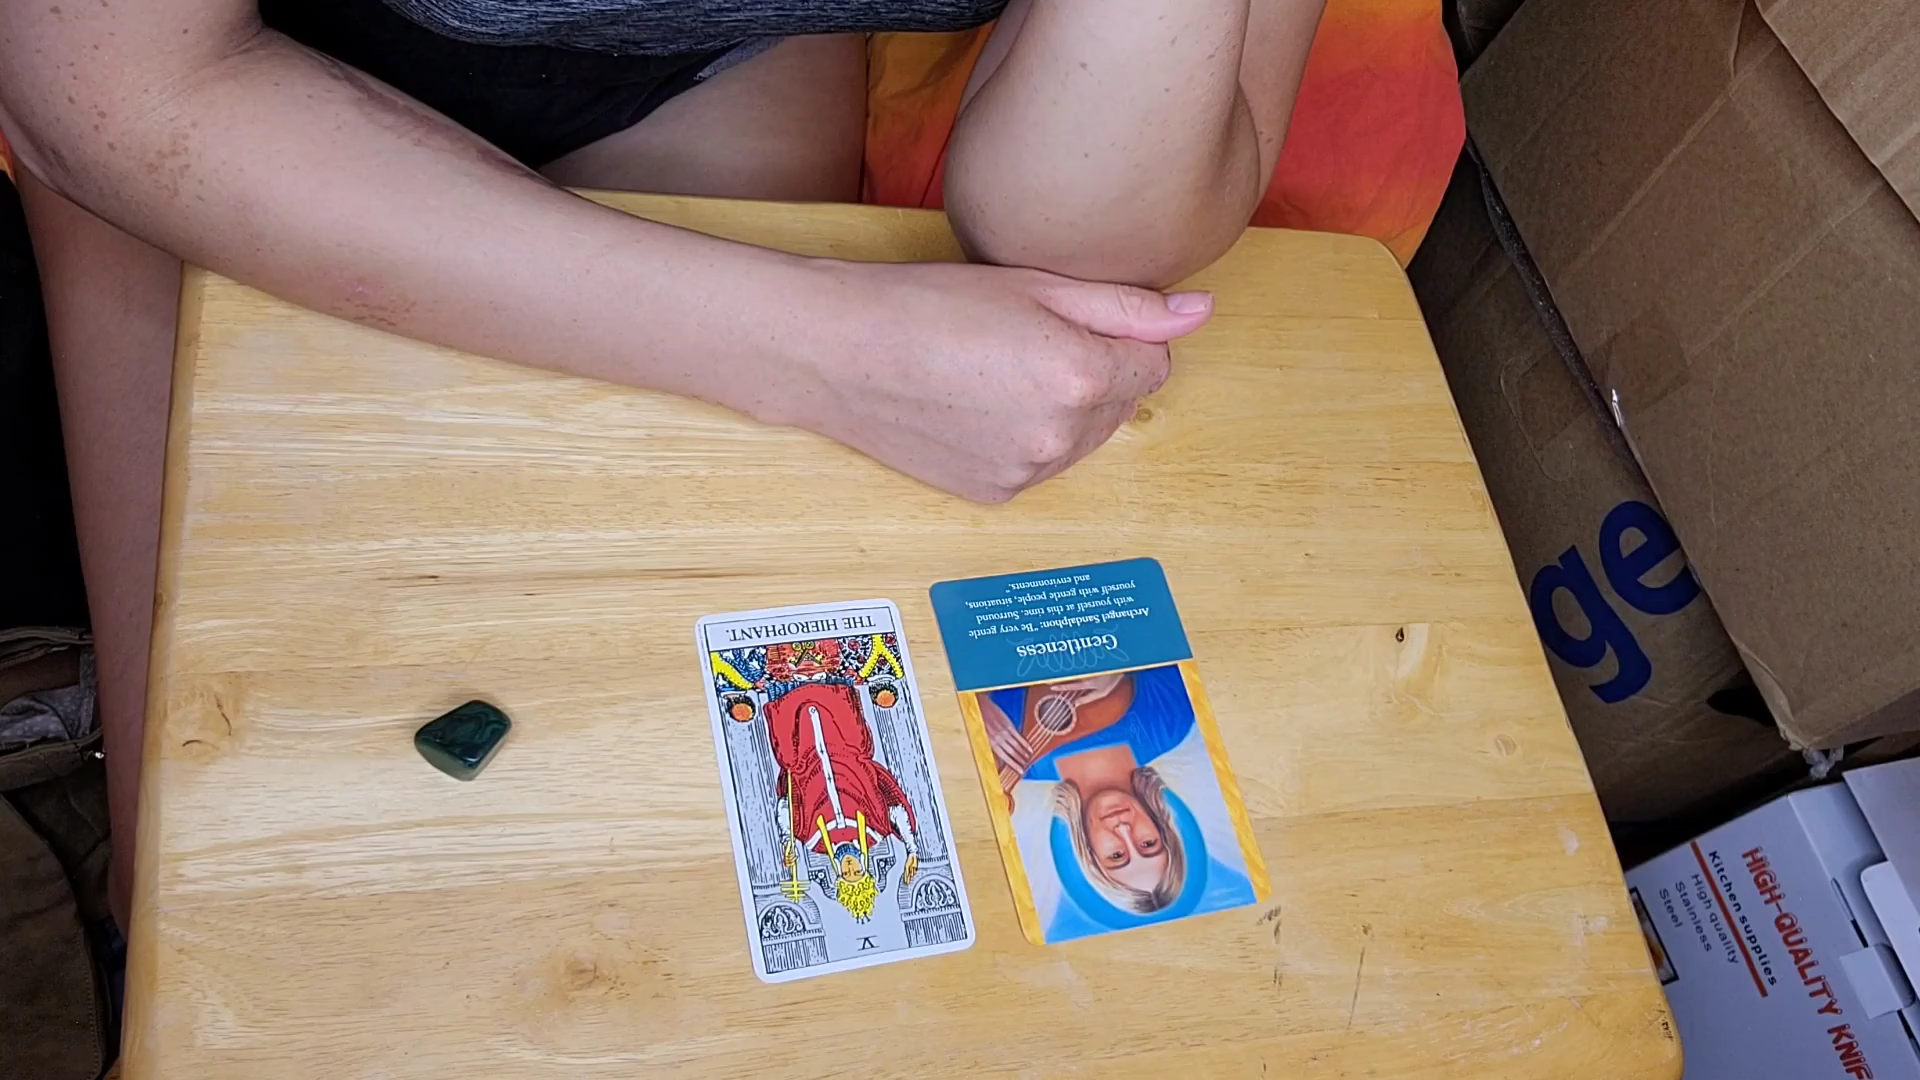 THE HIEROPHANT.
V
Gentleness
Archangel Sandalphon: "Be very gentle
with yourself at this time. Surround
yourself with gentle people, situations,
and environments."
ge
HIGH-QUALITY KNIF
Kitchen supplies
High quality
Stainless
Steel